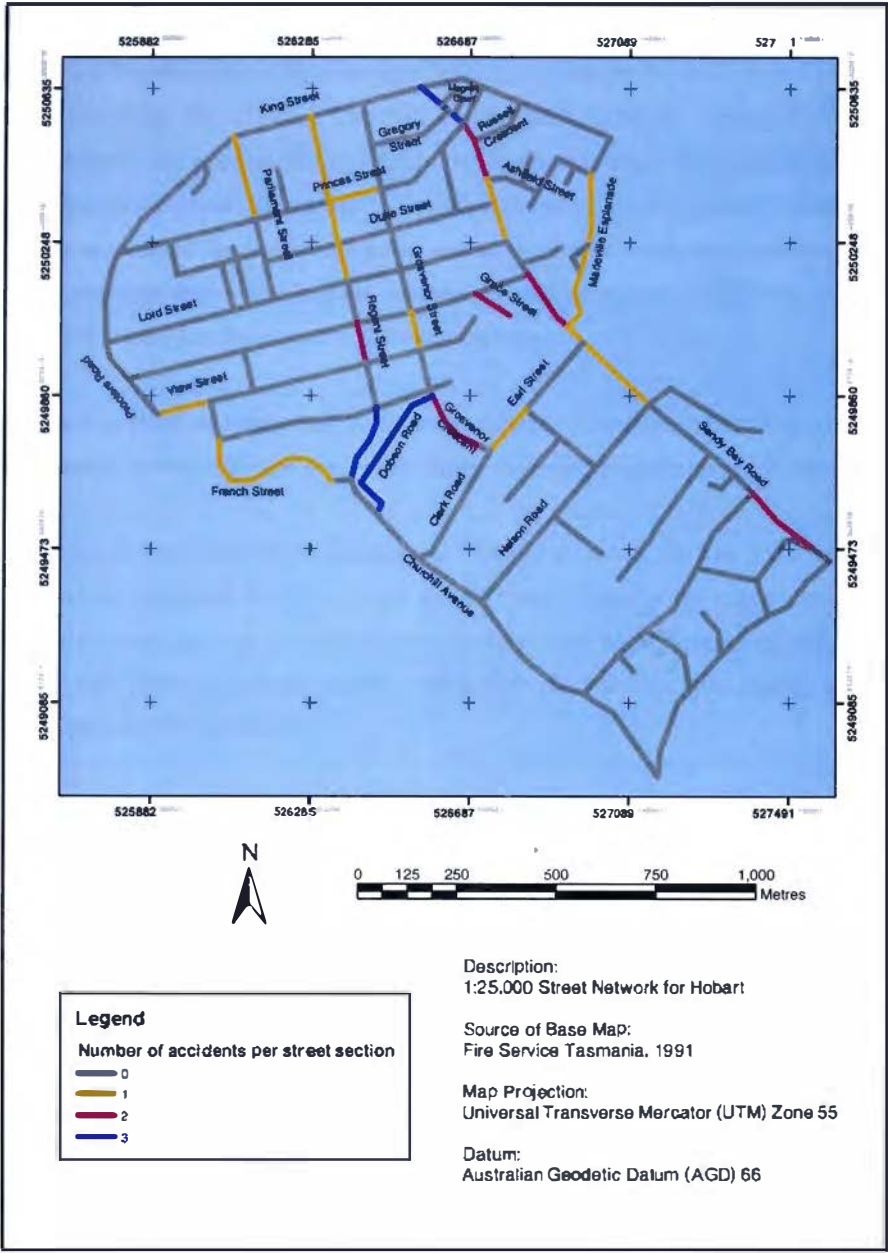 525882 526285 526687 527089 527 1
5250635
5250635
King Street
Gregory
Street
Russell
Crescent
Princes Street
Ashfield Street
Parliament Street
Duke Street
Marieville Esplanade
5250248
5250248
Grosvenor Street
Grace Street
Lord Street
Regent Street
Proctors Road
View Street
Earl Street
5249860
5249860
Grosvenor
Crescent
Dobson Road
Sandy Bay Road
French Street
Clark Road
Nelson Road
5249473
5249473
Churchill Avenue
5249085
5249085
525882 526285 526687 527089 527491
N
0 125 250 500 750 1,000
Metres
Description:
1:25,000 Street Network for Hobart
Legend
Number of accidents per street section
0
1
2
3
Source of Base Map:
Fire Service Tasmania, 1991
Map Projection:
Universal Transverse Mercator (UTM) Zone 55
Datum:
Australian Geodetic Datum (AGD) 66